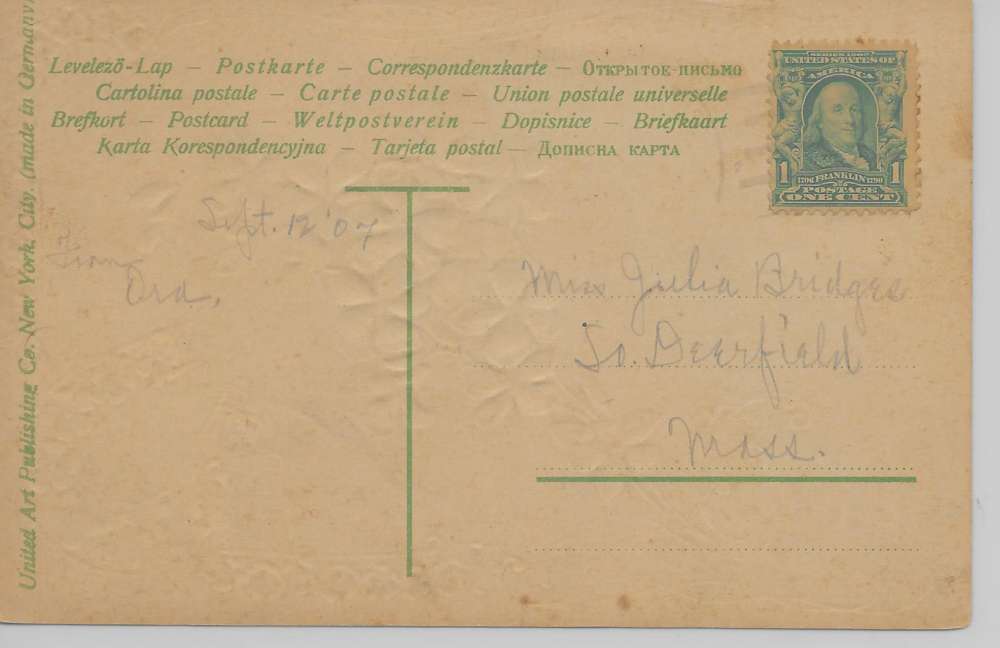 Levelező-Lap – Postkarte – Correspondenzkarte – Открытое письмо
Cartolina postale – Carte postale – Union postale universelle
Brefkort – Postcard – Weltpostverein – Dopisnice – Briefkaart
Karta Korespondencyjna – Tarjeta postal – Дописна карта
United Art Publishing Co. New York, City. (made in Germany)
SERIES 1902
UNITED STATES OF
AMERICA
1 FRANKLIN 1
1706 1790
POSTAGE
ONE CENT
Sept. 12 '07
From
Ora,
Miss Julia Bridges
So. Deerfield
Mass.